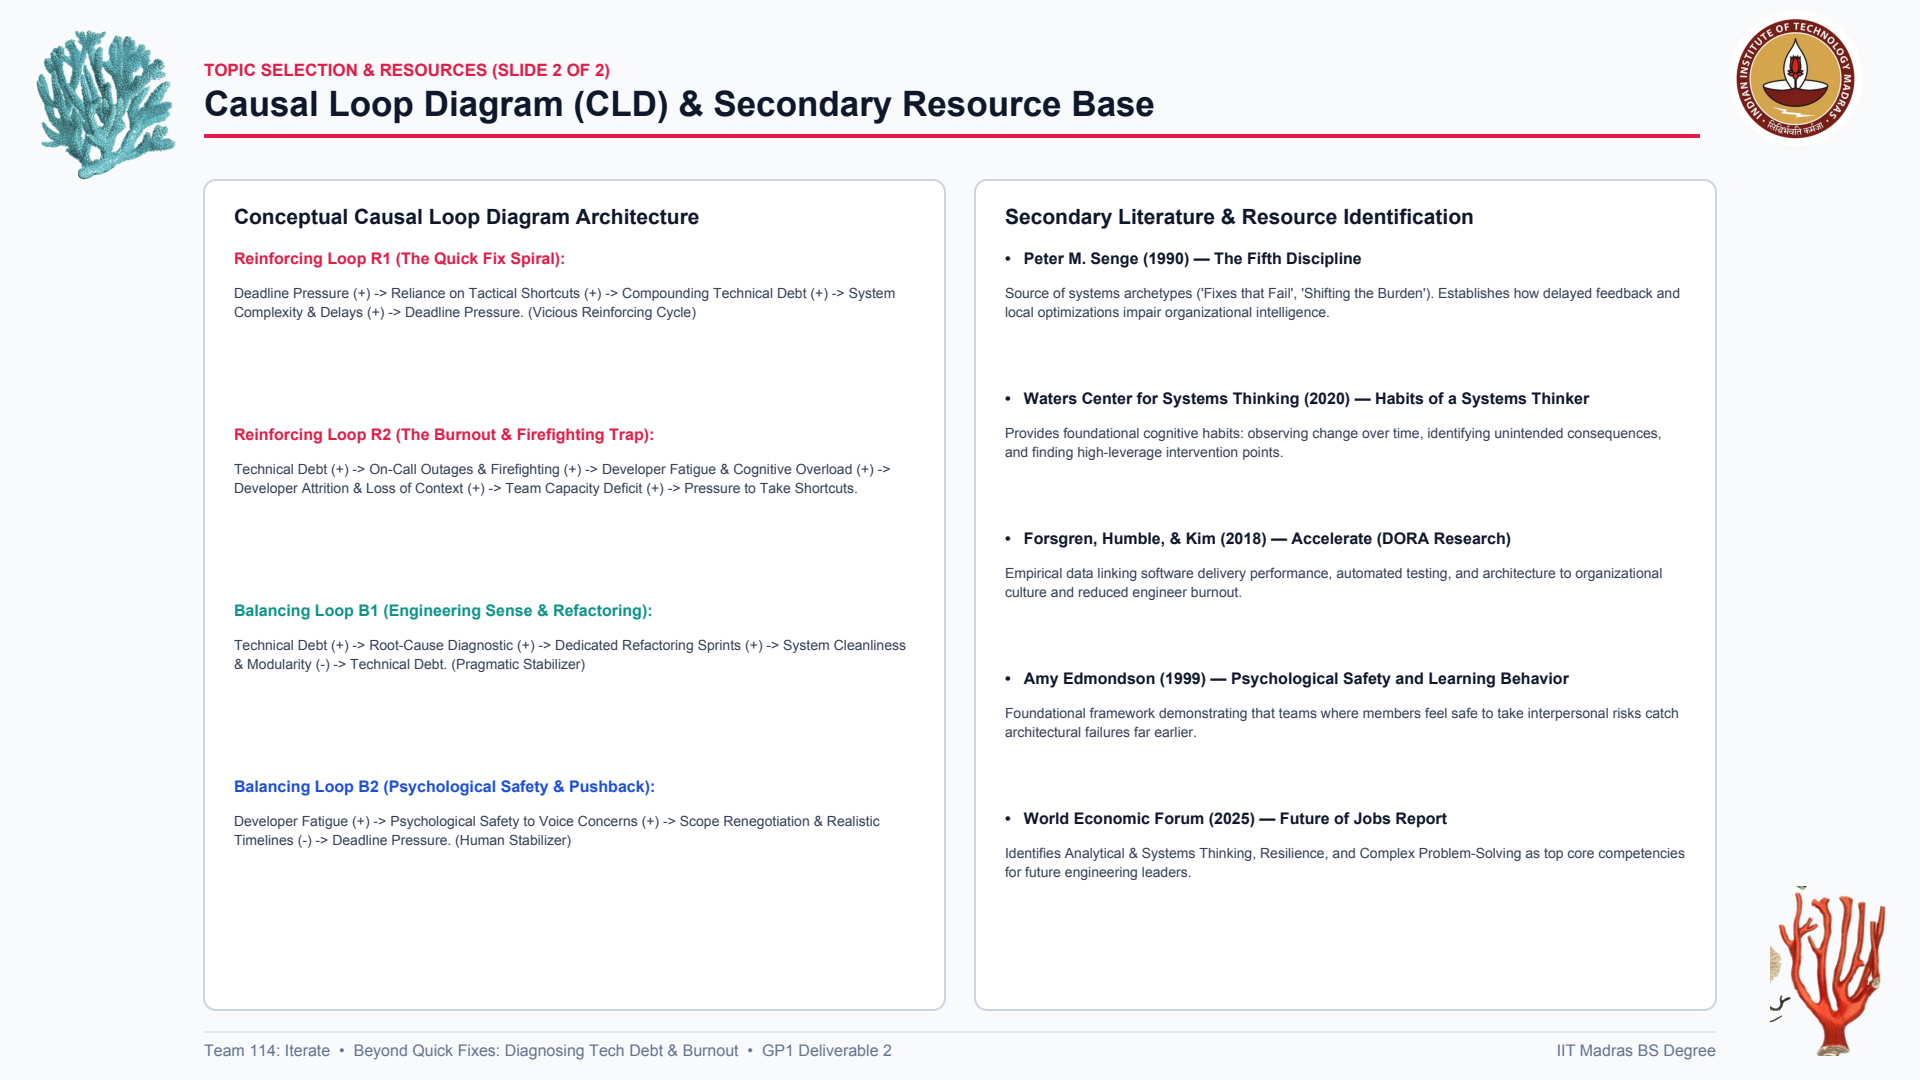 TOPIC SELECTION & RESOURCES (SLIDE 2 OF 2)
Causal Loop Diagram (CLD) & Secondary Resource Base
INDIAN INSTITUTE OF TECHNOLOGY MADRAS
सिद्धिर्भवति कर्मजा
Conceptual Causal Loop Diagram Architecture
Reinforcing Loop R1 (The Quick Fix Spiral):
Deadline Pressure (+) -> Reliance on Tactical Shortcuts (+) -> Compounding Technical Debt (+) -> System
Complexity & Delays (+) -> Deadline Pressure. (Vicious Reinforcing Cycle)
Reinforcing Loop R2 (The Burnout & Firefighting Trap):
Technical Debt (+) -> On-Call Outages & Firefighting (+) -> Developer Fatigue & Cognitive Overload (+) ->
Developer Attrition & Loss of Context (+) -> Team Capacity Deficit (+) -> Pressure to Take Shortcuts.
Balancing Loop B1 (Engineering Sense & Refactoring):
Technical Debt (+) -> Root-Cause Diagnostic (+) -> Dedicated Refactoring Sprints (+) -> System Cleanliness
& Modularity (-) -> Technical Debt. (Pragmatic Stabilizer)
Balancing Loop B2 (Psychological Safety & Pushback):
Developer Fatigue (+) -> Psychological Safety to Voice Concerns (+) -> Scope Renegotiation & Realistic
Timelines (-) -> Deadline Pressure. (Human Stabilizer)
Secondary Literature & Resource Identification
• Peter M. Senge (1990) — The Fifth Discipline
Source of systems archetypes ('Fixes that Fail', 'Shifting the Burden'). Establishes how delayed feedback and
local optimizations impair organizational intelligence.
• Waters Center for Systems Thinking (2020) — Habits of a Systems Thinker
Provides foundational cognitive habits: observing change over time, identifying unintended consequences,
and finding high-leverage intervention points.
• Forsgren, Humble, & Kim (2018) — Accelerate (DORA Research)
Empirical data linking software delivery performance, automated testing, and architecture to organizational
culture and reduced engineer burnout.
• Amy Edmondson (1999) — Psychological Safety and Learning Behavior
Foundational framework demonstrating that teams where members feel safe to take interpersonal risks catch
architectural failures far earlier.
• World Economic Forum (2025) — Future of Jobs Report
Identifies Analytical & Systems Thinking, Resilience, and Complex Problem-Solving as top core competencies
for future engineering leaders.
Team 114: Iterate • Beyond Quick Fixes: Diagnosing Tech Debt & Burnout • GP1 Deliverable 2
IIT Madras BS Degree